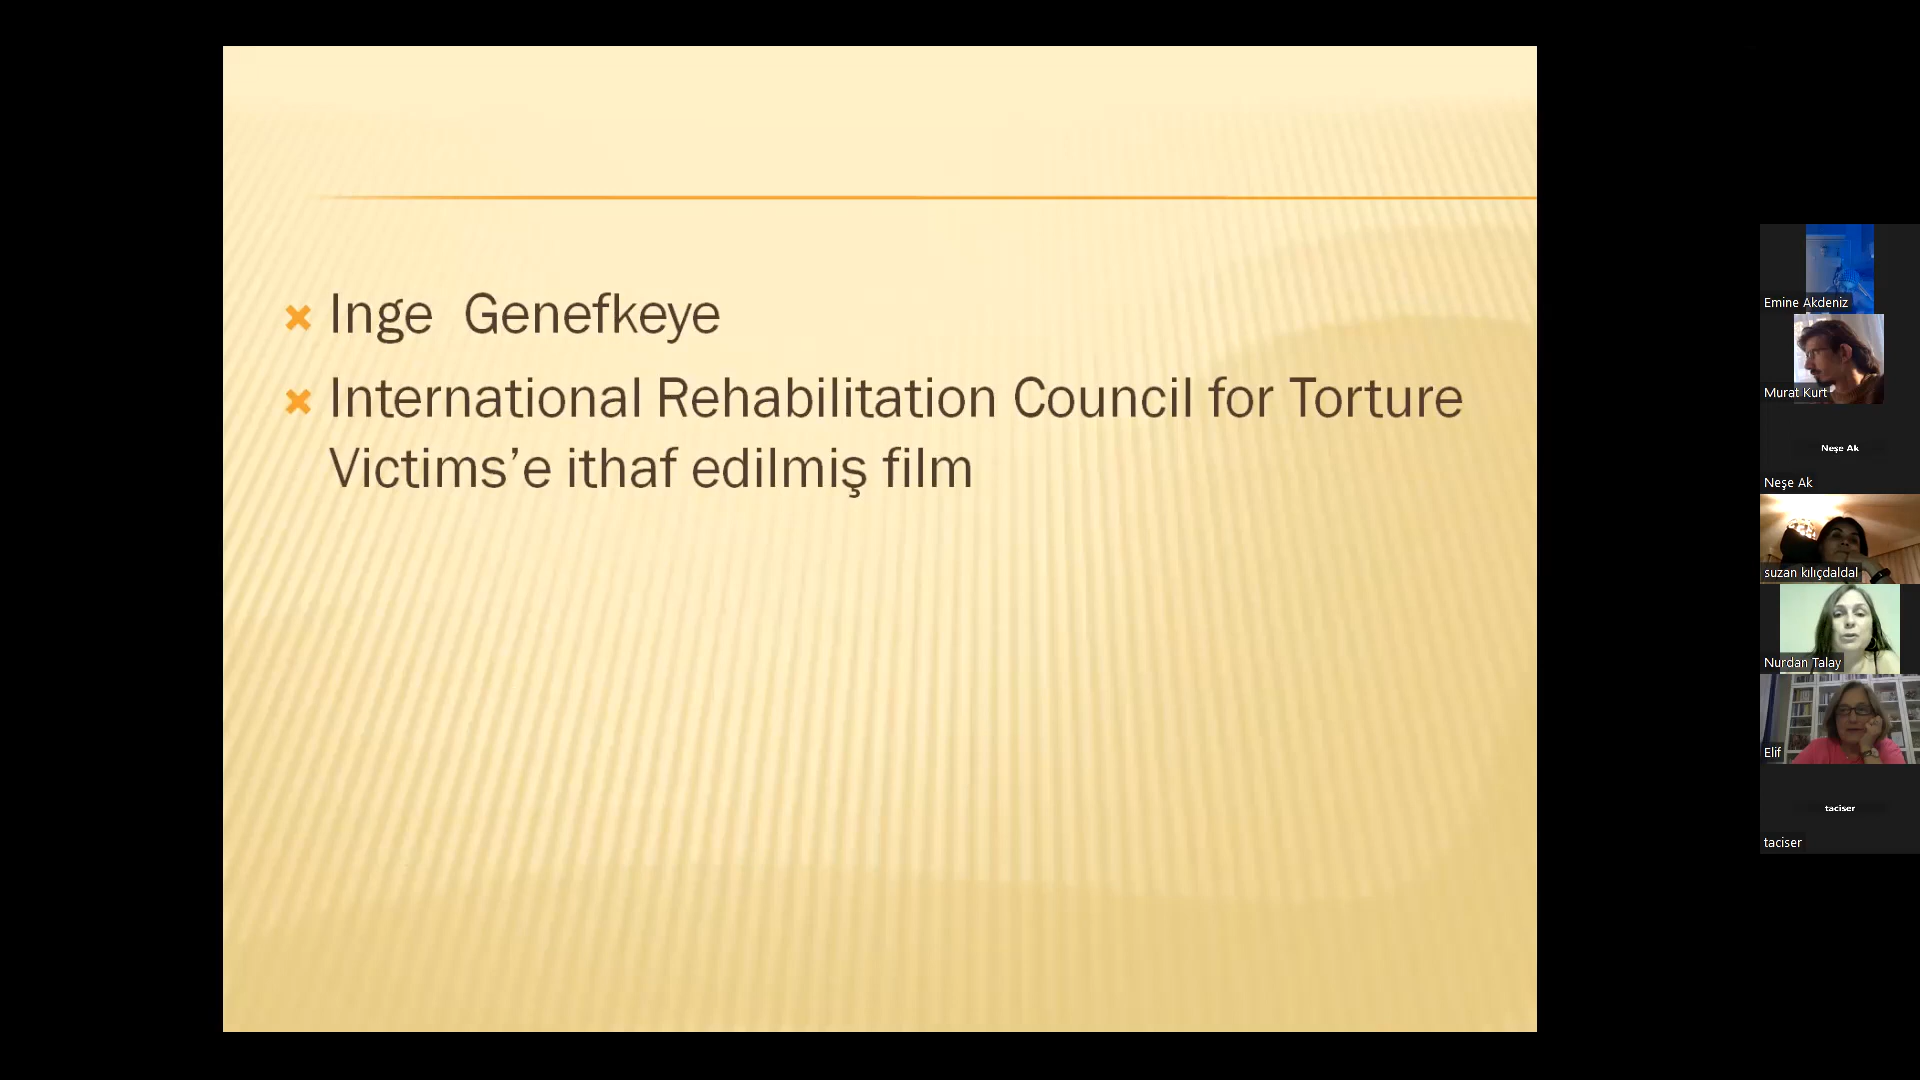 Inge  Genefkeye
International Rehabilitation Council for Torture
Victims’e ithaf edilmiş film
Emine Akdeniz
Murat Kurt
Neşe Ak
Neşe Ak
suzan kılıçdaldal
Nurdan Talay
Elif
taciser
taciser